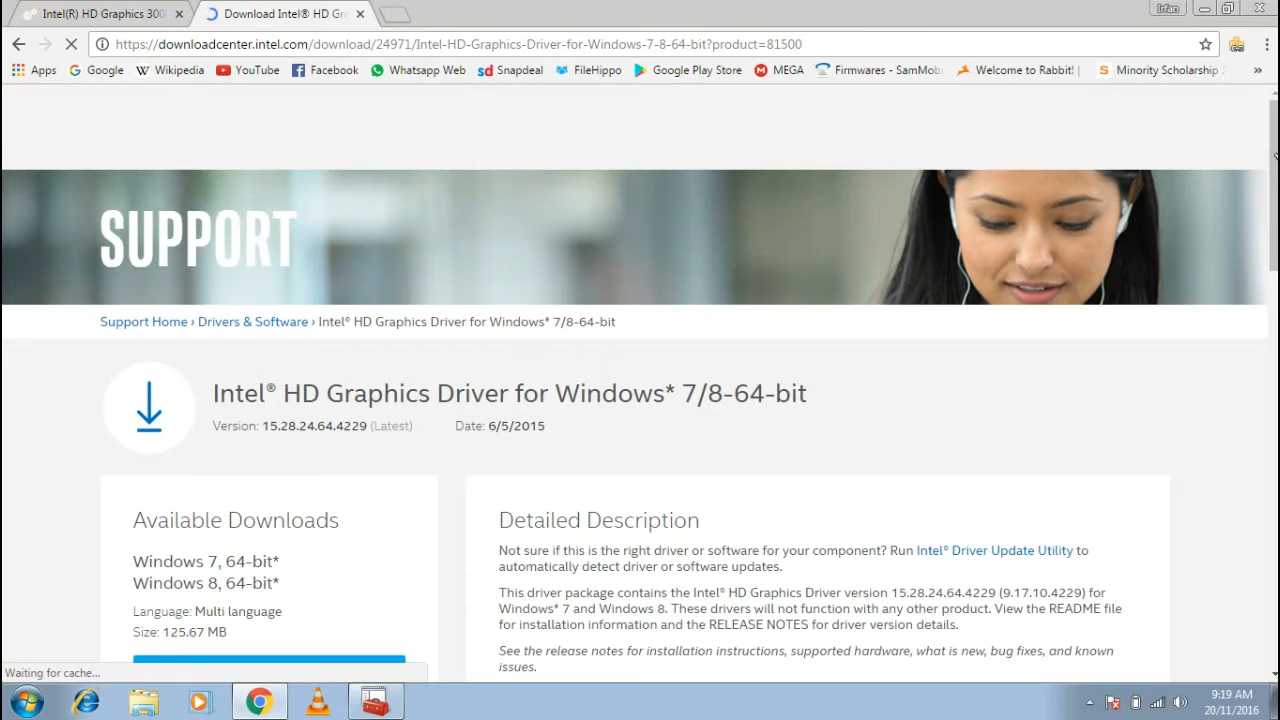 Intel(R) HD Graphics 300
Download Intel® HD Gra
Irfan
https://downloadcenter.intel.com/download/24971/Intel-HD-Graphics-Driver-for-Windows-7-8-64-bit?product=81500
Apps
Google
Wikipedia
YouTube
Facebook
Whatsapp Web
Snapdeal
FileHippo
Google Play Store
MEGA
Firmwares - SamMob
Welcome to Rabbit! |
Minority Scholarship
»
SUPPORT
Support Home › Drivers & Software › Intel® HD Graphics Driver for Windows* 7/8-64-bit
Intel® HD Graphics Driver for Windows* 7/8-64-bit
Version: 15.28.24.64.4229 (Latest) Date: 6/5/2015
Available Downloads
Windows 7, 64-bit*
Windows 8, 64-bit*
Language: Multi language
Size: 125.67 MB
Detailed Description
Not sure if this is the right driver or software for your component? Run Intel® Driver Update Utility to
automatically detect driver or software updates.
This driver package contains the Intel® HD Graphics Driver version 15.28.24.64.4229 (9.17.10.4229) for
Windows* 7 and Windows 8. These drivers will not function with any other product. View the README file
for installation information and the RELEASE NOTES for driver version details.
See the release notes for installation instructions, supported hardware, what is new, bug fixes, and known
issues.
Waiting for cache...
9:19 AM
20/11/2016